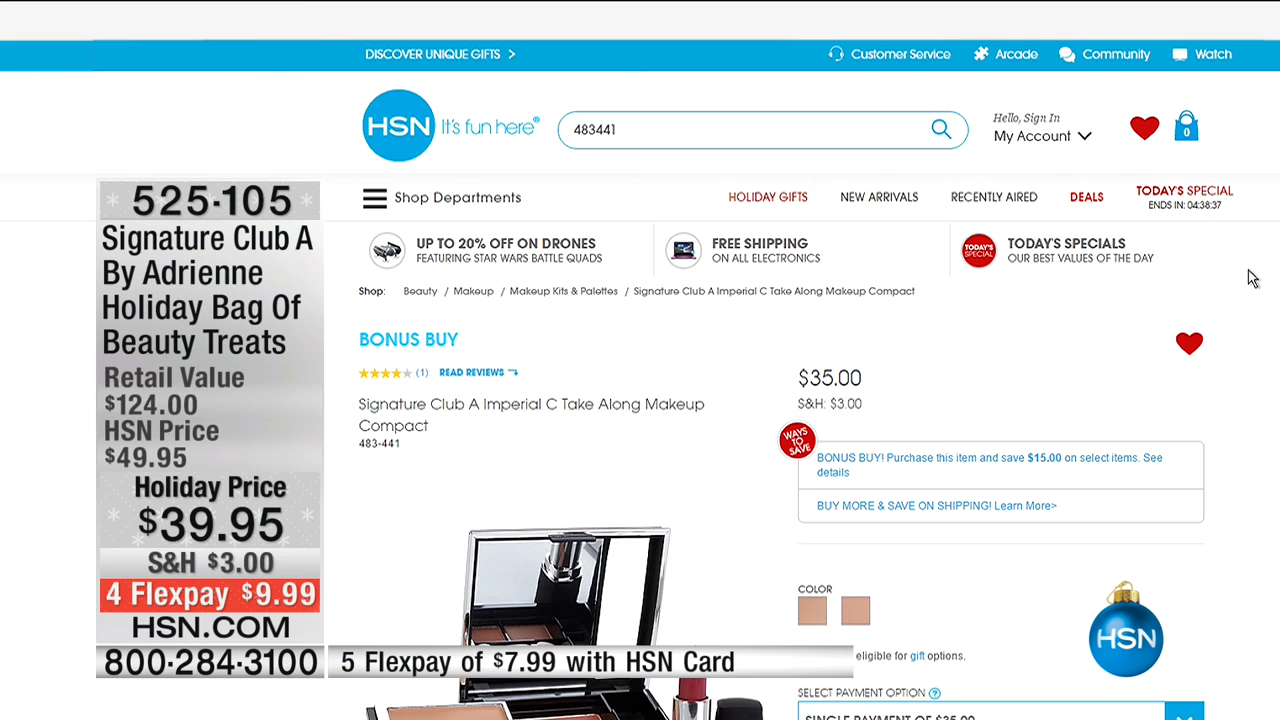 DISCOVER UNIQUE GIFTS >
Customer Service
Arcade
Community
Watch
HSN It's fun here®
483441
Hello, Sign In
My Account
0
525·105
Signature Club A
By Adrienne
Holiday Bag Of
Beauty Treats
Retail Value
$124.00
HSN Price
$49.95
Holiday Price
$39.95
S&H $3.00
4 Flexpay $9.99
HSN.COM
800·284·3100
5 Flexpay of $7.99 with HSN Card
Shop Departments
HOLIDAY GIFTS
NEW ARRIVALS
RECENTLY AIRED
DEALS
TODAY'S SPECIAL
ENDS IN: 04:38:37
UP TO 20% OFF ON DRONES
FEATURING STAR WARS BATTLE QUADS
FREE SHIPPING
ON ALL ELECTRONICS
TODAY'S
SPECIAL
TODAY'S SPECIALS
OUR BEST VALUES OF THE DAY
Shop: Beauty / Makeup / Makeup Kits & Palettes / Signature Club A Imperial C Take Along Makeup Compact
BONUS BUY
(1) READ REVIEWS
Signature Club A Imperial C Take Along Makeup
Compact
483-441
$35.00
S&H: $3.00
WAYS
TO
SAVE
BONUS BUY! Purchase this item and save $15.00 on select items. See
details
BUY MORE & SAVE ON SHIPPING! Learn More>
COLOR
HSN
eligible for gift options.
SELECT PAYMENT OPTION ?
SINGLE PAYMENT OF $35.00